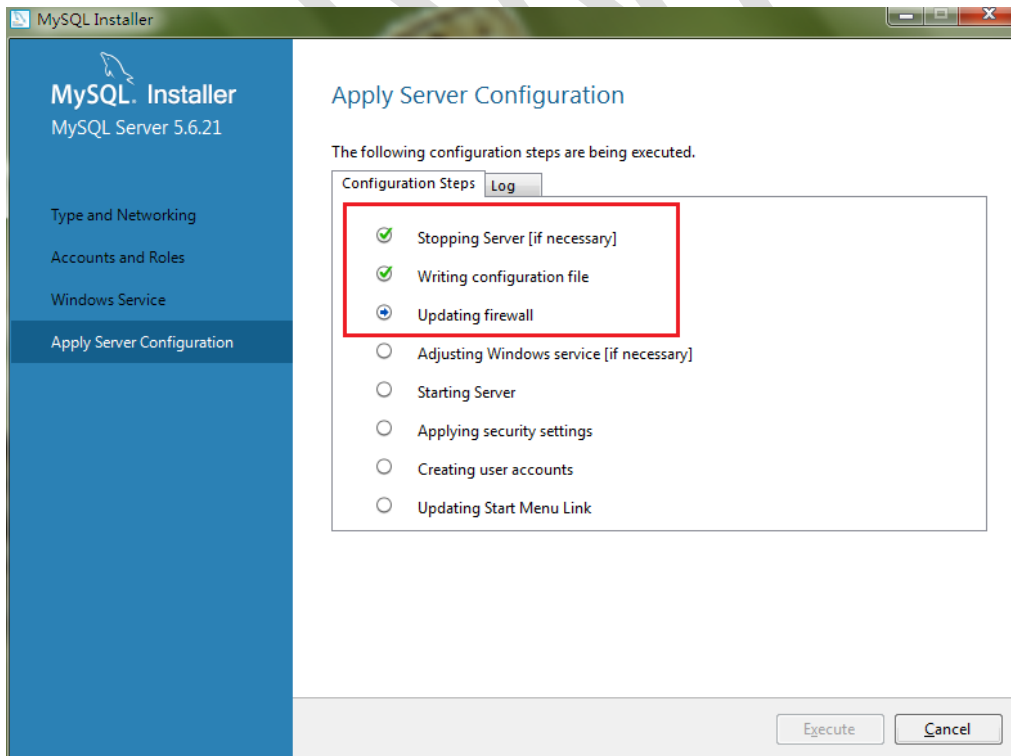 MySQL Installer
MySQL. Installer
MySQL Server 5.6.21
Type and Networking
Accounts and Roles
Windows Service
Apply Server Configuration
Apply Server Configuration
The following configuration steps are being executed.
Configuration Steps Log
Stopping Server [if necessary]
Writing configuration file
Updating firewall
Adjusting Windows service [if necessary]
Starting Server
Applying security settings
Creating user accounts
Updating Start Menu Link
Execute Cancel